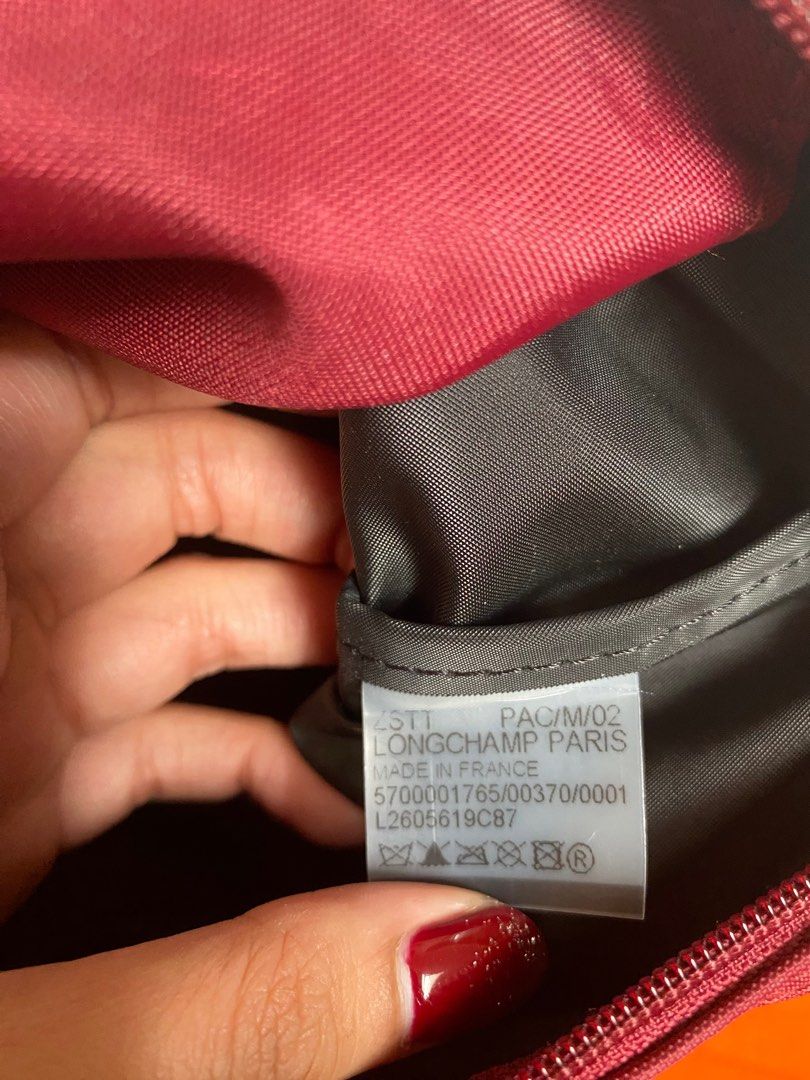 ZSTT PAC/M/02
LONGCHAMP PARIS
MADE IN FRANCE
5700001765/00370/0001
L2605619C87
®